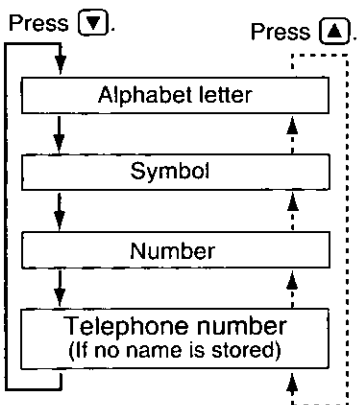 Press ▼.
Press ▲.
Alphabet letter
Symbol
Number
Telephone number
(If no name is stored)